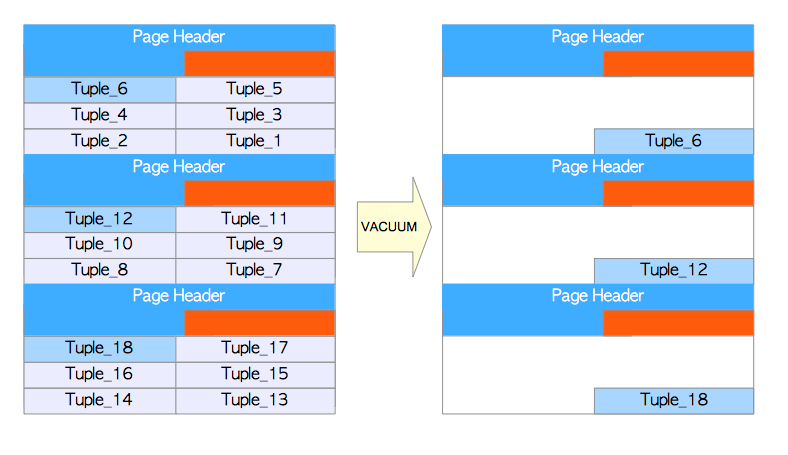 Page Header
Tuple_6 Tuple_5
Tuple_4 Tuple_3
Tuple_2 Tuple_1
Page Header
Tuple_12 Tuple_11
Tuple_10 Tuple_9
Tuple_8 Tuple_7
Page Header
Tuple_18 Tuple_17
Tuple_16 Tuple_15
Tuple_14 Tuple_13
VACUUM
Page Header
Tuple_6
Page Header
Tuple_12
Page Header
Tuple_18